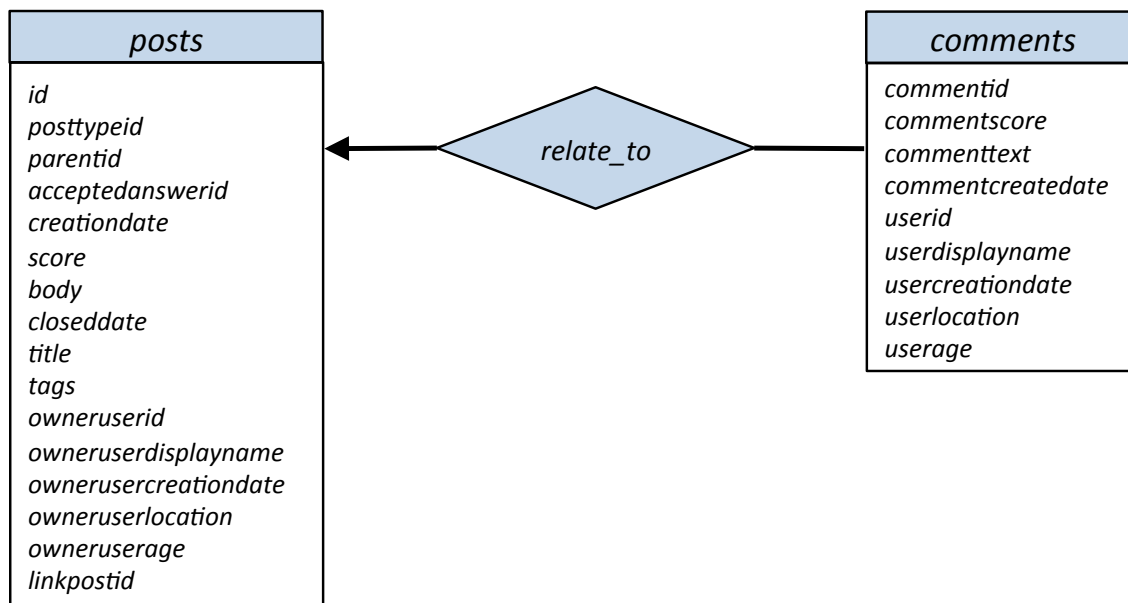 posts
id
posttypeid
parentid
acceptedanswerid
creationdate
score
body
closeddate
title
tags
owneruserid
owneruserdisplayname
ownerusercreationdate
owneruserlocation
owneruserage
linkpostid
relate_to
comments
commentid
commentscore
commenttext
commentcreatedate
userid
userdisplayname
usercreationdate
userlocation
userage